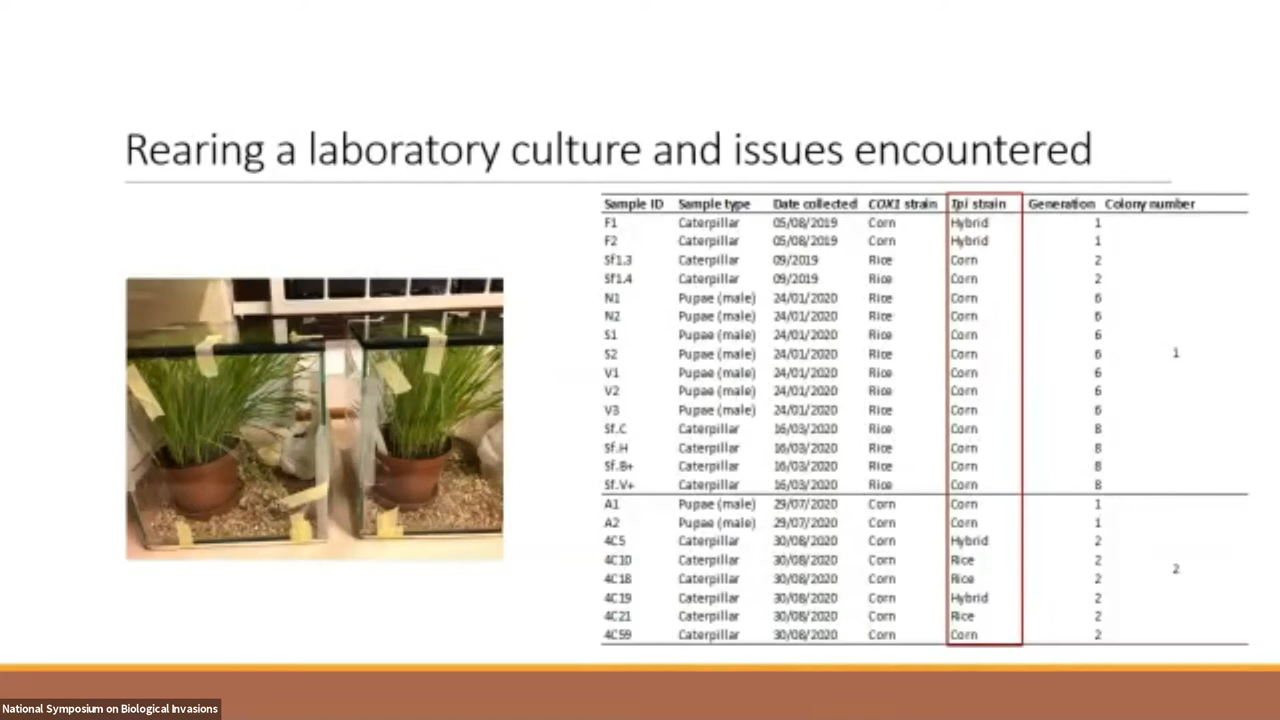 Rearing a laboratory culture and issues encountered
Sample ID Sample type Date collected COX1 strain Tpi strain Generation Colony number
F1 Caterpillar 05/08/2019 Corn Hybrid 1
F2 Caterpillar 05/08/2019 Corn Hybrid 1
Sf1.3 Caterpillar 09/2019 Rice Corn 2
Sf1.4 Caterpillar 09/2019 Rice Corn 2
N1 Pupae (male) 24/01/2020 Rice Corn 6
N2 Pupae (male) 24/01/2020 Rice Corn 6
S1 Pupae (male) 24/01/2020 Rice Corn 6
S2 Pupae (male) 24/01/2020 Rice Corn 6 1
V1 Pupae (male) 24/01/2020 Rice Corn 6
V2 Pupae (male) 24/01/2020 Rice Corn 6
V3 Pupae (male) 24/01/2020 Rice Corn 6
Sf.C Caterpillar 16/03/2020 Rice Corn 8
Sf.H Caterpillar 16/03/2020 Rice Corn 8
Sf.B+ Caterpillar 16/03/2020 Rice Corn 8
Sf.V+ Caterpillar 16/03/2020 Rice Corn 8
A1 Pupae (male) 29/07/2020 Corn Corn 1
A2 Pupae (male) 29/07/2020 Corn Corn 1
4C5 Caterpillar 30/08/2020 Corn Hybrid 2
4C10 Caterpillar 30/08/2020 Corn Rice 2 2
4C18 Caterpillar 30/08/2020 Corn Rice 2
4C19 Caterpillar 30/08/2020 Corn Hybrid 2
4C21 Caterpillar 30/08/2020 Corn Rice 2
4C59 Caterpillar 30/08/2020 Corn Corn 2
National Symposium on Biological Invasions